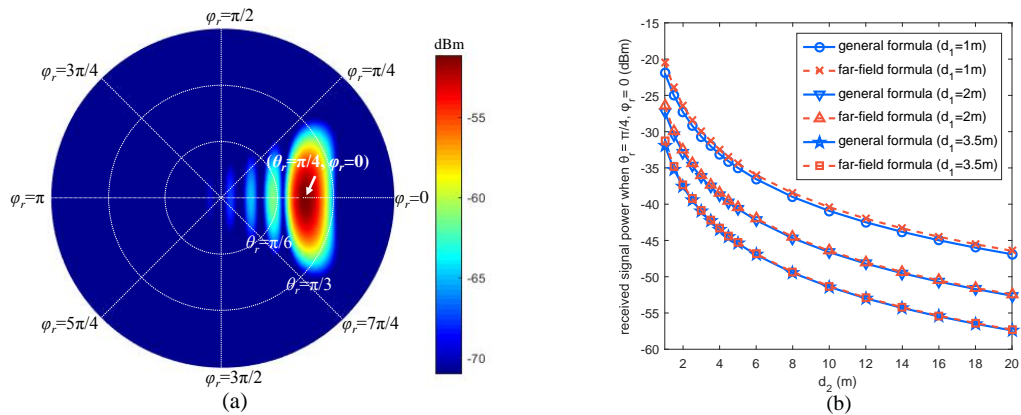 φr=π/2
dBm
φr=3π/4
φr=π/4
-55
(θr=π/4, φr=0)
-60
φr=π
φr=0
θr=π/6
-65
θr=π/3
φr=5π/4
φr=7π/4
-70
φr=3π/2
(a)
received signal power when θr= π/4, φr= 0 (dBm)
-15
-20
-25
-30
-35
-40
-45
-50
-55
-60
general formula (d1=1m)
far-field formula (d1=1m)
general formula (d1=2m)
far-field formula (d1=2m)
general formula (d1=3.5m)
far-field formula (d1=3.5m)
2 4 6 8 10 12 14 16 18 20
d2 (m)
(b)